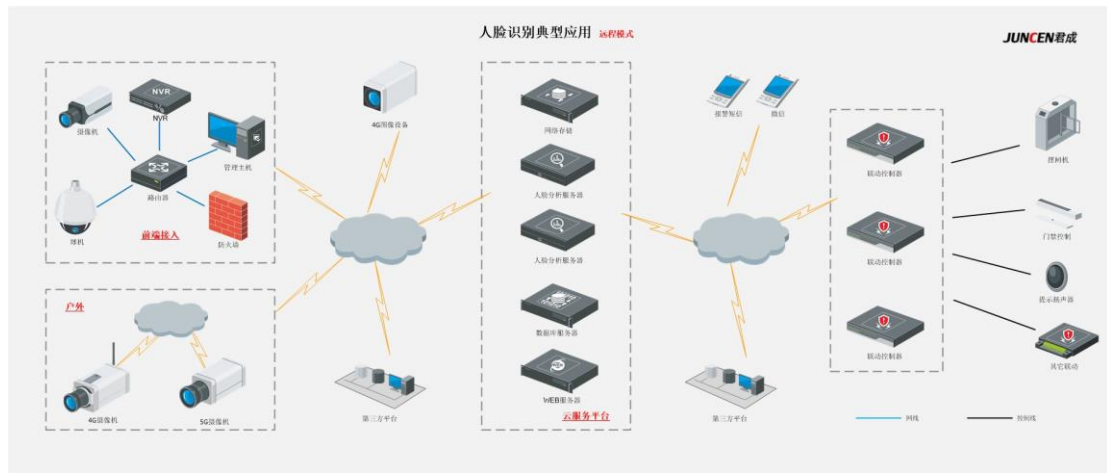 人脸识别典型应用 远程模式
JUNCEN君成
摄像机
NVR
NVR
管理主机
路由器
球机
前端接入
防火墙
户外
4G摄像机
5G摄像机
4G图像设备
第三方平台
网络存储
人脸分析服务器
人脸分析服务器
数据库服务器
WEB服务器
云服务平台
报警短信
微信
第三方平台
联动控制器
联动控制器
联动控制器
摆闸机
门禁控制
提示扬声器
其它联动
网线
控制线